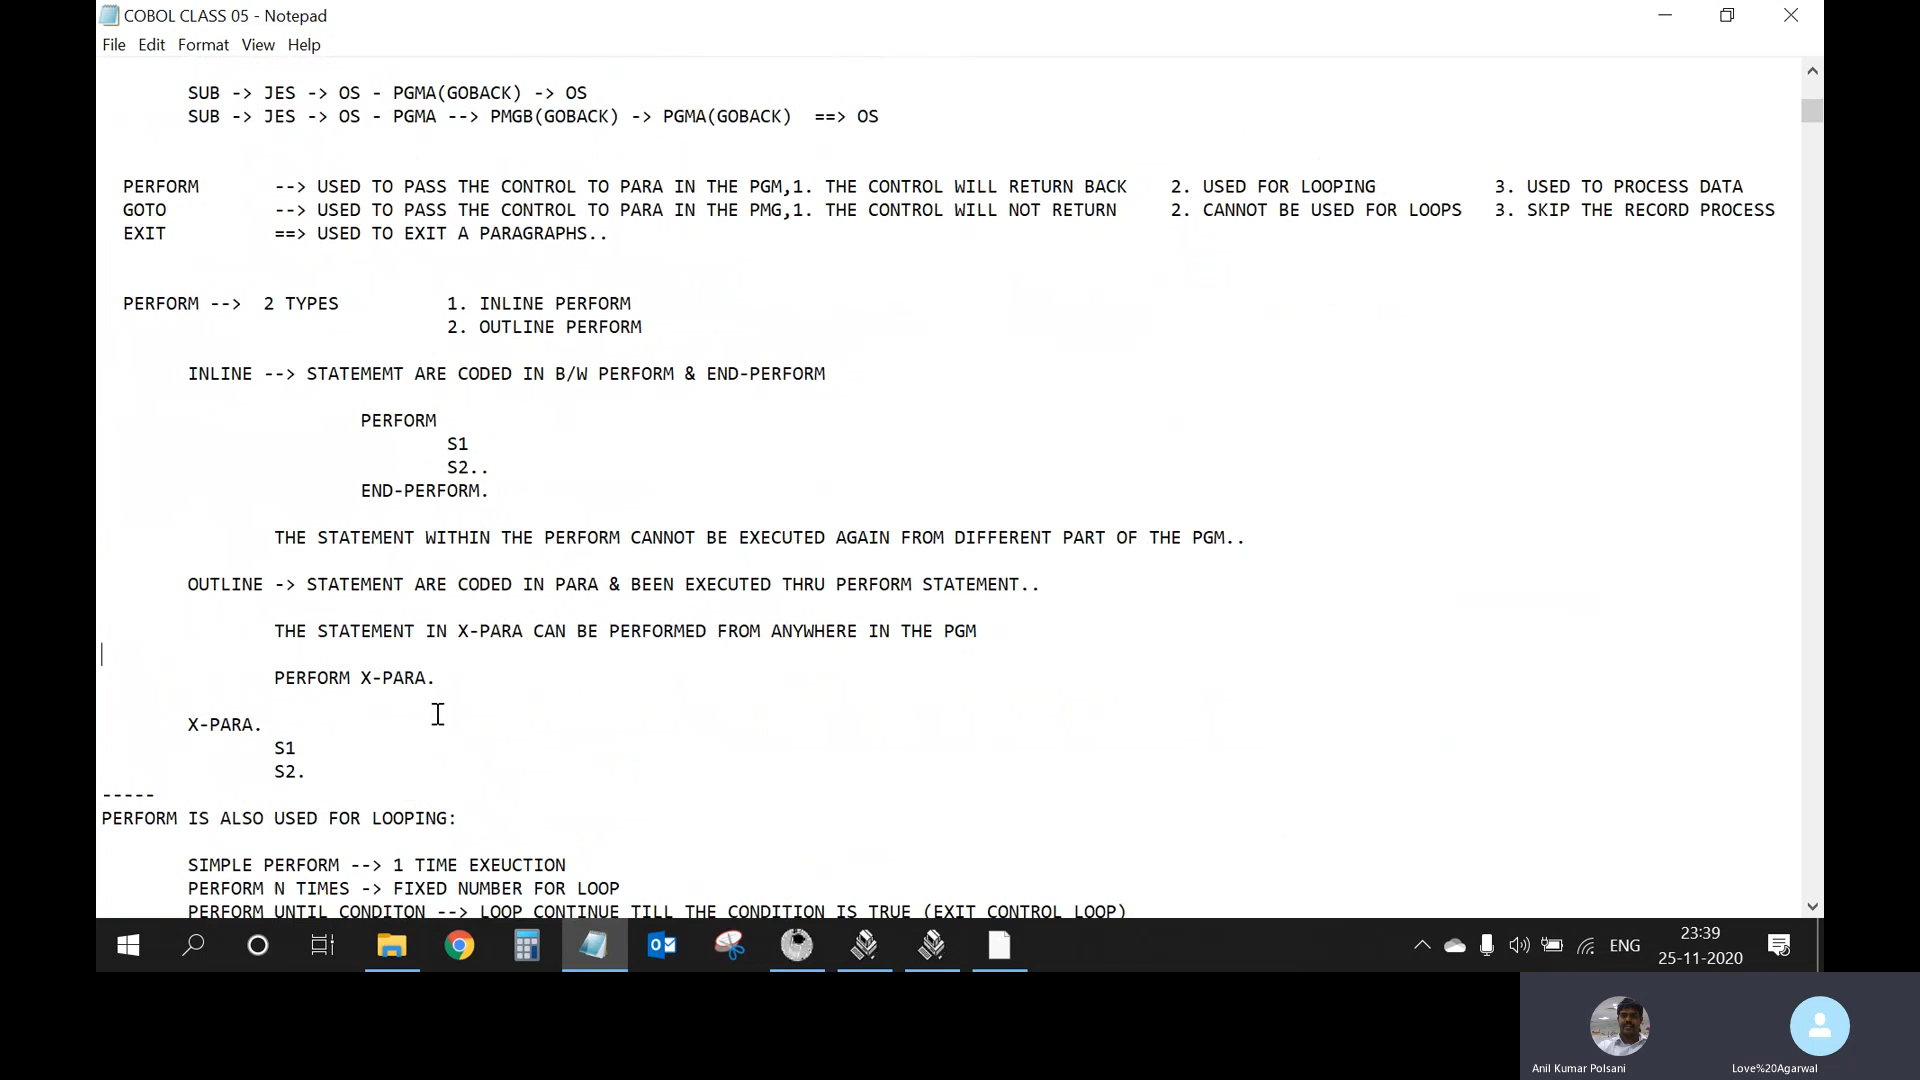 COBOL CLASS 05 - Notepad
File Edit Format View Help
SUB -> JES -> OS - PGMA(GOBACK) -> OS
SUB -> JES -> OS - PGMA --> PMGB(GOBACK) -> PGMA(GOBACK) ==> OS
PERFORM --> USED TO PASS THE CONTROL TO PARA IN THE PGM,1. THE CONTROL WILL RETURN BACK 2. USED FOR LOOPING 3. USED TO PROCESS DATA
GOTO --> USED TO PASS THE CONTROL TO PARA IN THE PMG,1. THE CONTROL WILL NOT RETURN 2. CANNOT BE USED FOR LOOPS 3. SKIP THE RECORD PROCESS
EXIT ==> USED TO EXIT A PARAGRAPHS..
PERFORM --> 2 TYPES 1. INLINE PERFORM
2. OUTLINE PERFORM
INLINE --> STATEMEMT ARE CODED IN B/W PERFORM & END-PERFORM
PERFORM
S1
S2..
END-PERFORM.
THE STATEMENT WITHIN THE PERFORM CANNOT BE EXECUTED AGAIN FROM DIFFERENT PART OF THE PGM..
OUTLINE -> STATEMENT ARE CODED IN PARA & BEEN EXECUTED THRU PERFORM STATEMENT..
THE STATEMENT IN X-PARA CAN BE PERFORMED FROM ANYWHERE IN THE PGM
PERFORM X-PARA.
X-PARA.
S1
S2.
-----
PERFORM IS ALSO USED FOR LOOPING:
SIMPLE PERFORM --> 1 TIME EXEUCTION
PERFORM N TIMES -> FIXED NUMBER FOR LOOP
PERFORM UNTIL CONDITON --> LOOP CONTINUE TILL THE CONDITION IS TRUE (EXIT CONTROL LOOP)
ENG
23:39
25-11-2020
Anil Kumar Polsani
Love%20Agarwal